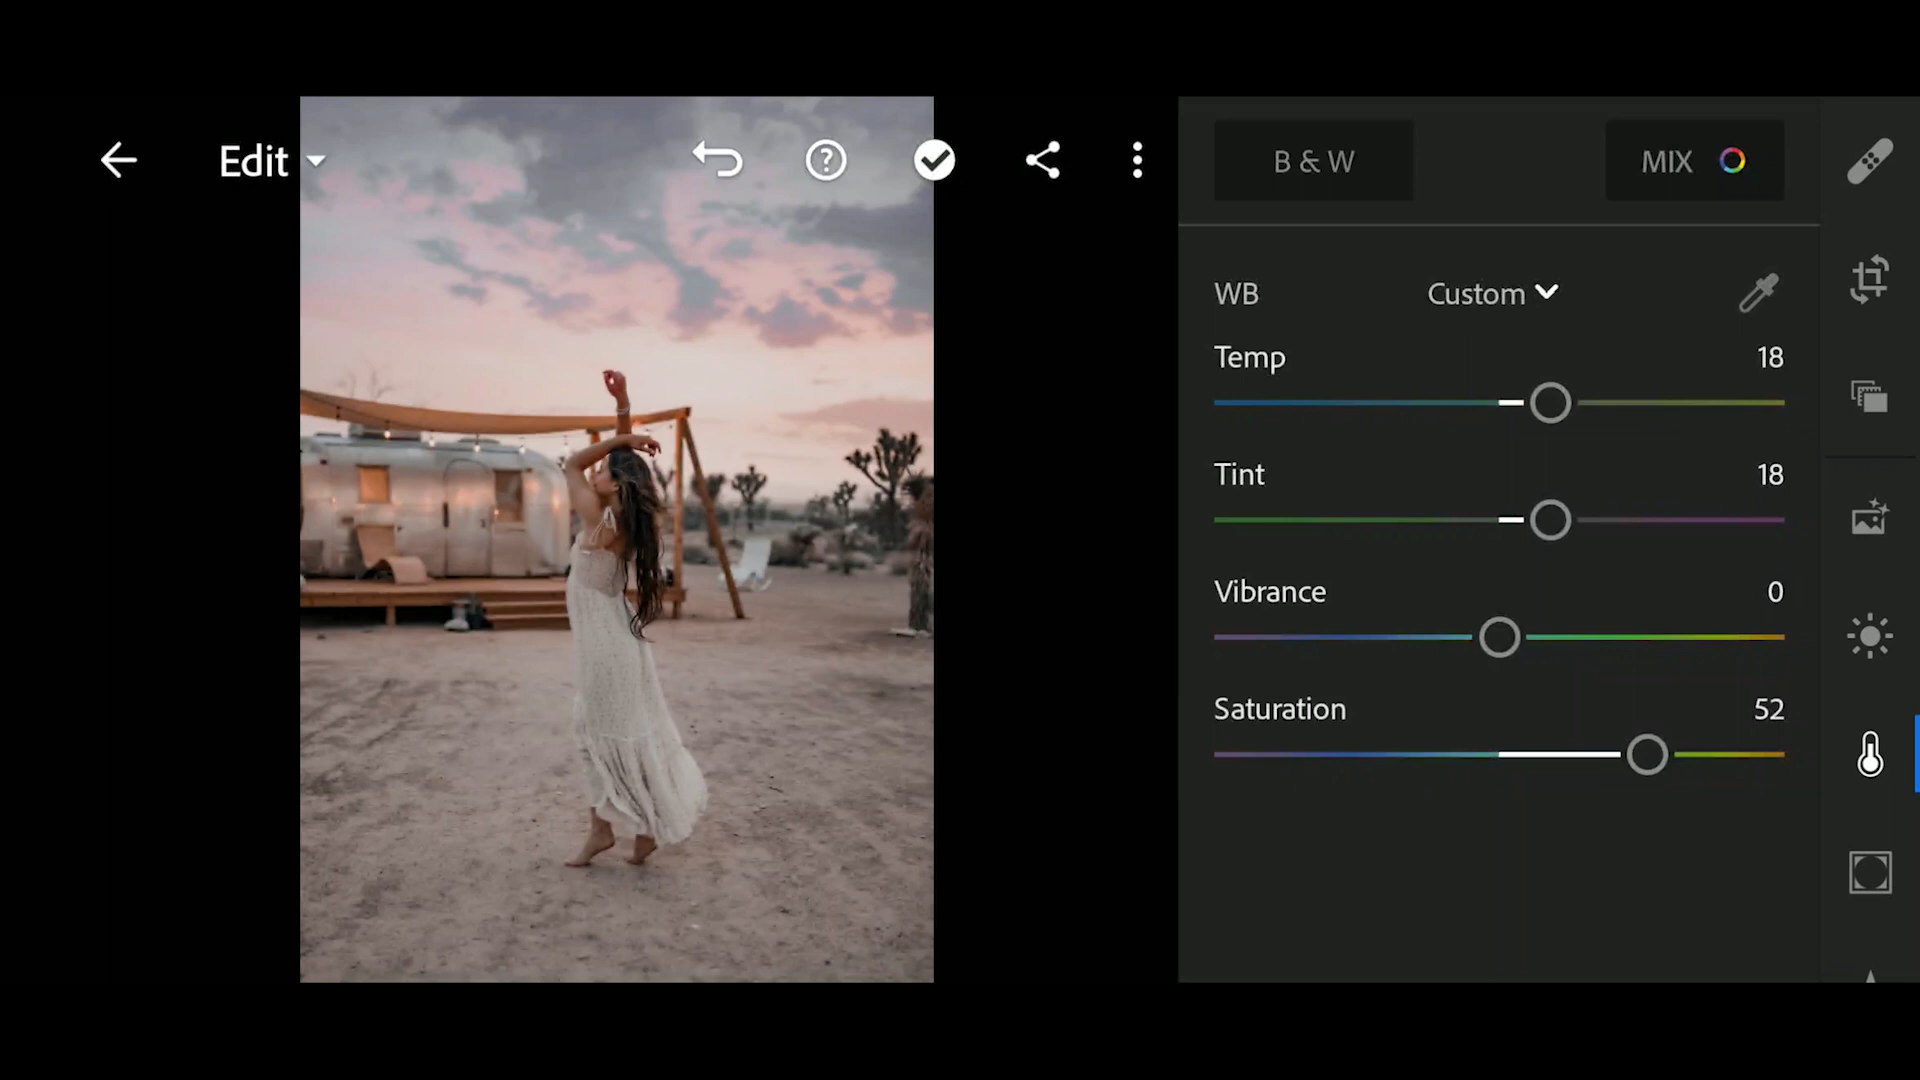 Edit
B & W
MIX
WB Custom
Temp 18
Tint 18
Vibrance 0
Saturation 52